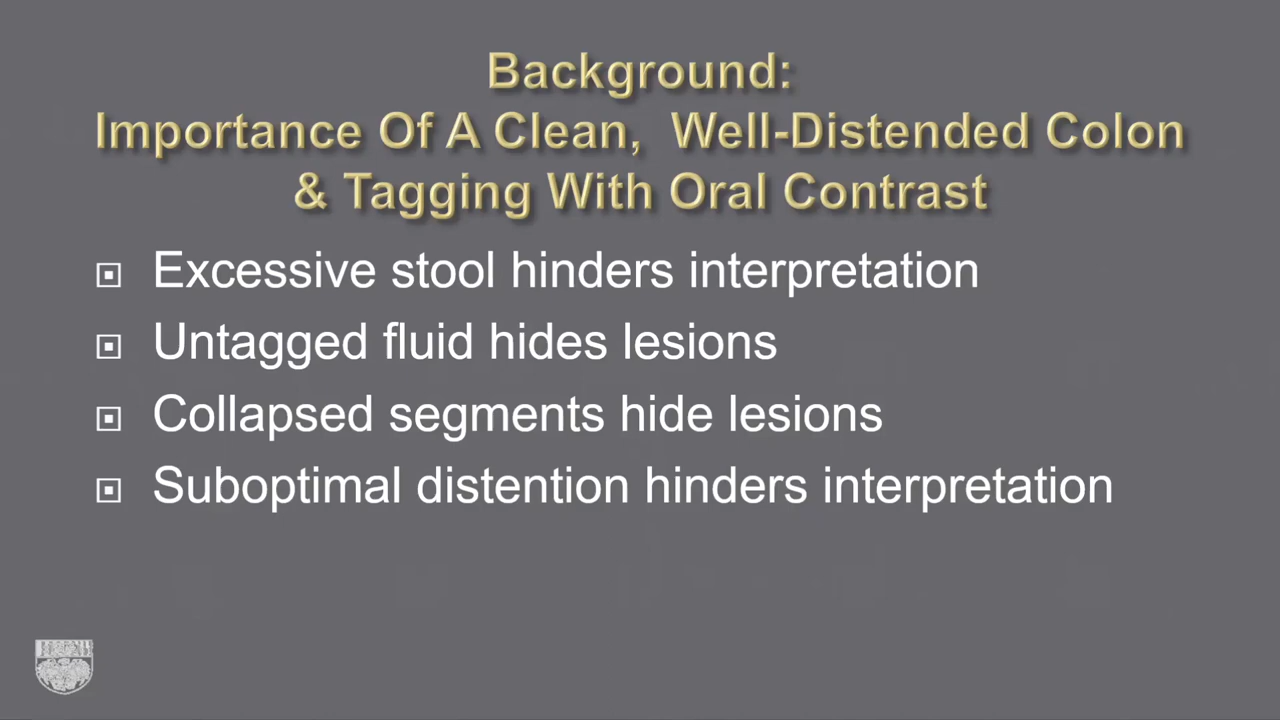 Background:
Importance Of A Clean, Well-Distended Colon
& Tagging With Oral Contrast
Excessive stool hinders interpretation
Untagged fluid hides lesions
Collapsed segments hide lesions
Suboptimal distention hinders interpretation